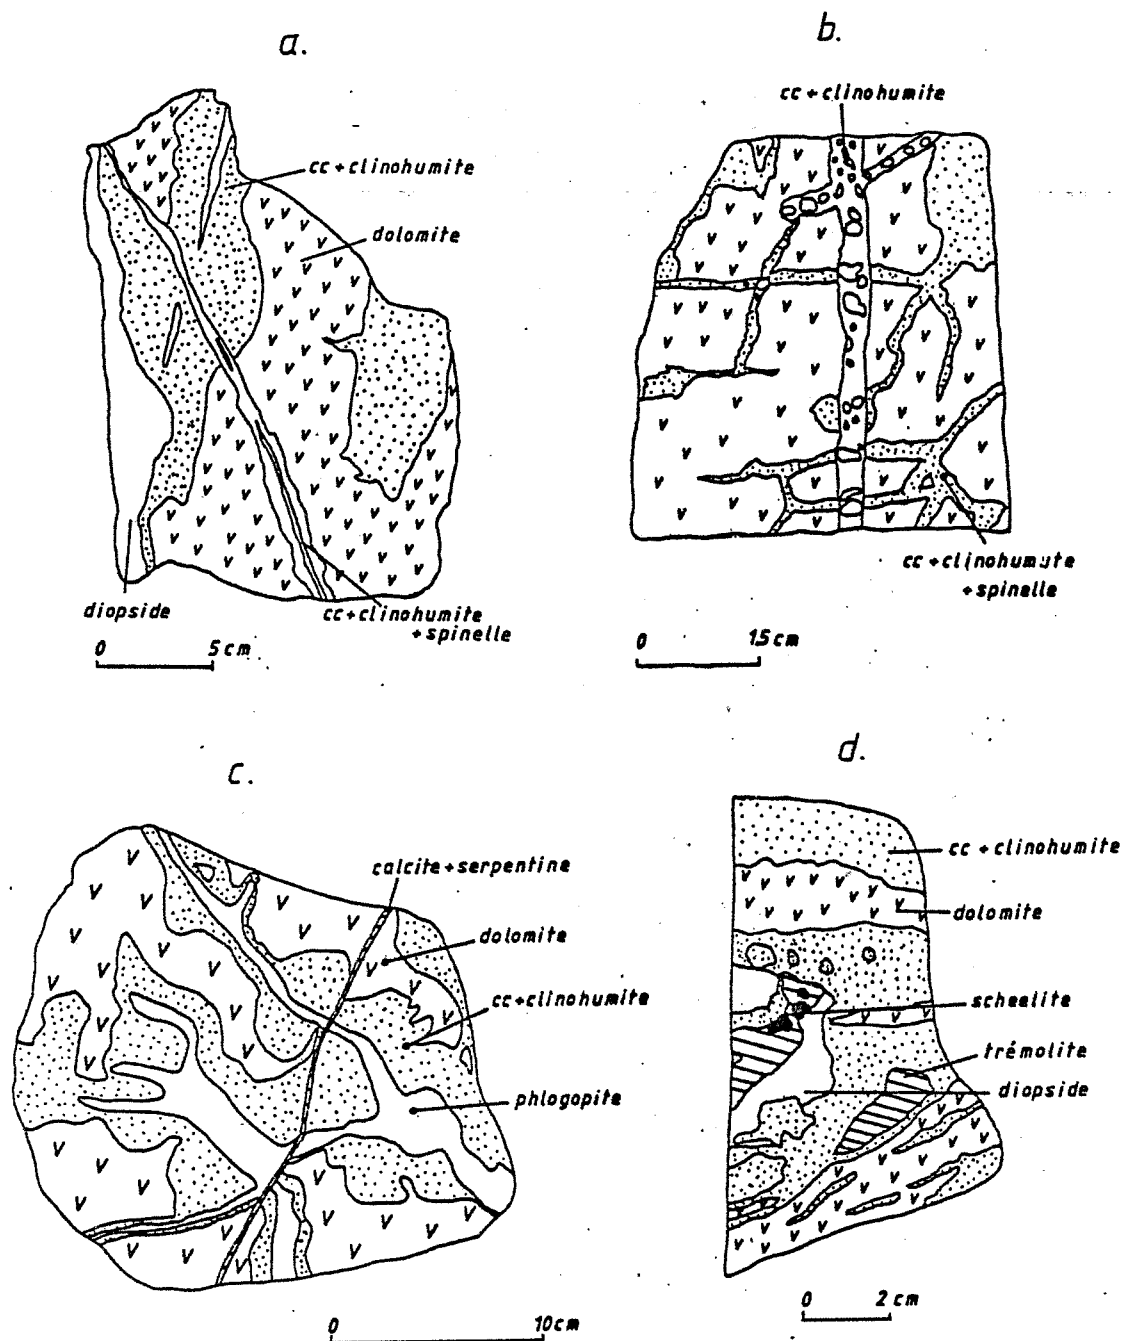 a.
cc + clinohumite
dolomite
diopside
cc + clinohumite
+ spinelle
0 5 cm
b.
cc + clinohumite
cc + clinohumite
+ spinelle
0 1.5 cm
c.
calcite + serpentine
dolomite
cc + clinohumite
phlogopite
0 10 cm
d.
cc + clinohumite
dolomite
scheelite
trémolite
diopside
0 2 cm